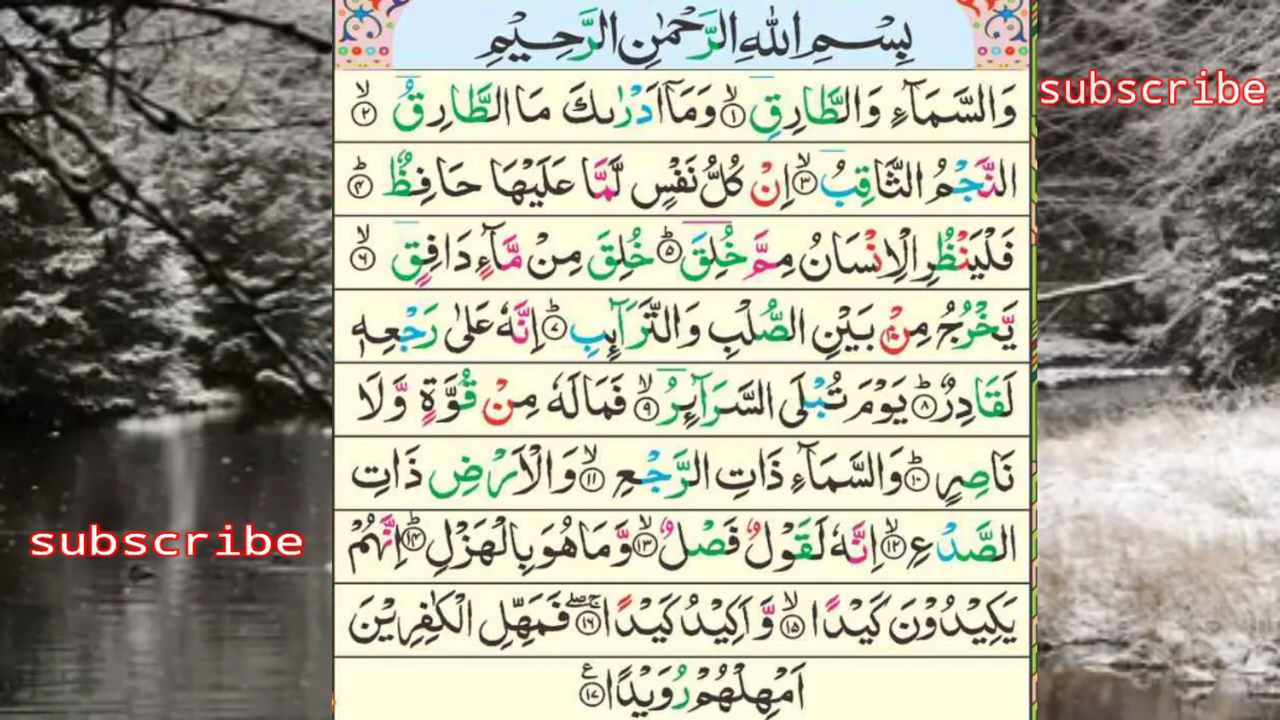 بِسْمِ اللهِ الرَّحْمٰنِ الرَّحِيْمِ
وَالسَّمَآءِ وَالطَّارِقِ ۙ﴿۱﴾ وَمَاۤ اَدْرٰىكَ مَا الطَّارِقُ ۙ﴿۲﴾
subscribe
النَّجْمُ الثَّاقِبُ ۙ﴿۳﴾ اِنْ كُلُّ نَفْسٍ لَّمَّا عَلَيْهَا حَافِظٌ ؕ﴿۴﴾
فَلْيَنْظُرِ الْاِنْسَانُ مِمَّ خُلِقَ ؕ﴿۵﴾ خُلِقَ مِنْ مَّآءٍ دَافِقٍ ۙ﴿۶﴾
يَّخْرُجُ مِنْۢ بَيْنِ الصُّلْبِ وَالتَّرَآئِبِ ؕ﴿۷﴾ اِنَّهٗ عَلٰى رَجْعِهٖ
لَقَادِرٌ ؕ﴿۸﴾ يَوْمَ تُبْلَى السَّرَآئِرُ ۙ﴿۹﴾ فَمَا لَهٗ مِنْ قُوَّةٍ وَّلَا
نَاصِرٍ ؕ﴿۱۰﴾ وَالسَّمَآءِ ذَاتِ الرَّجْعِ ۙ﴿۱۱﴾ وَالْاَرْضِ ذَاتِ
الصَّدْعِ ۙ﴿۱۲﴾ اِنَّهٗ لَقَوْلٌ فَصْلٌ ۙ﴿۱۳﴾ وَّمَا هُوَ بِالْهَزْلِ ؕ﴿۱۴﴾ اِنَّهُمْ
subscribe
يَكِيْدُوْنَ كَيْدًا ۙ﴿۱۵﴾ وَّاَكِيْدُ كَيْدًا ۚۖ﴿۱۶﴾ فَمَهِّلِ الْكٰفِرِيْنَ
اَمْهِلْهُمْ رُوَيْدًا ﴿۱۷﴾ ع